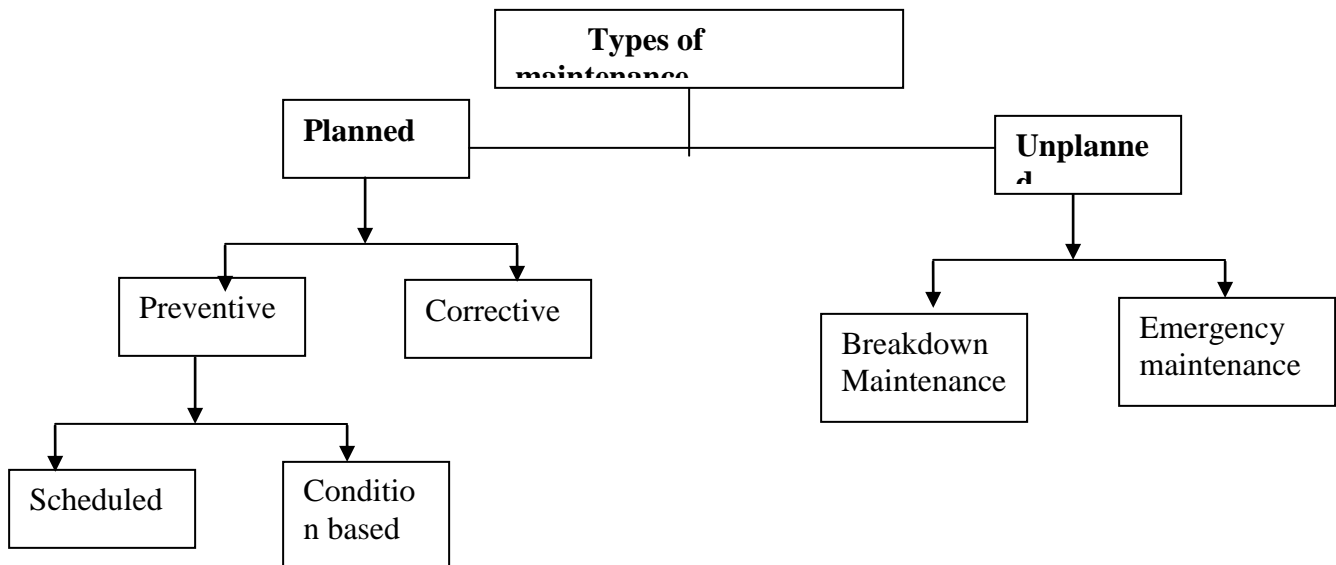 Types of
maintenance
Planned
Unplanne
d
Preventive
Corrective
Breakdown
Maintenance
Emergency
maintenance
Scheduled
Conditio
n based